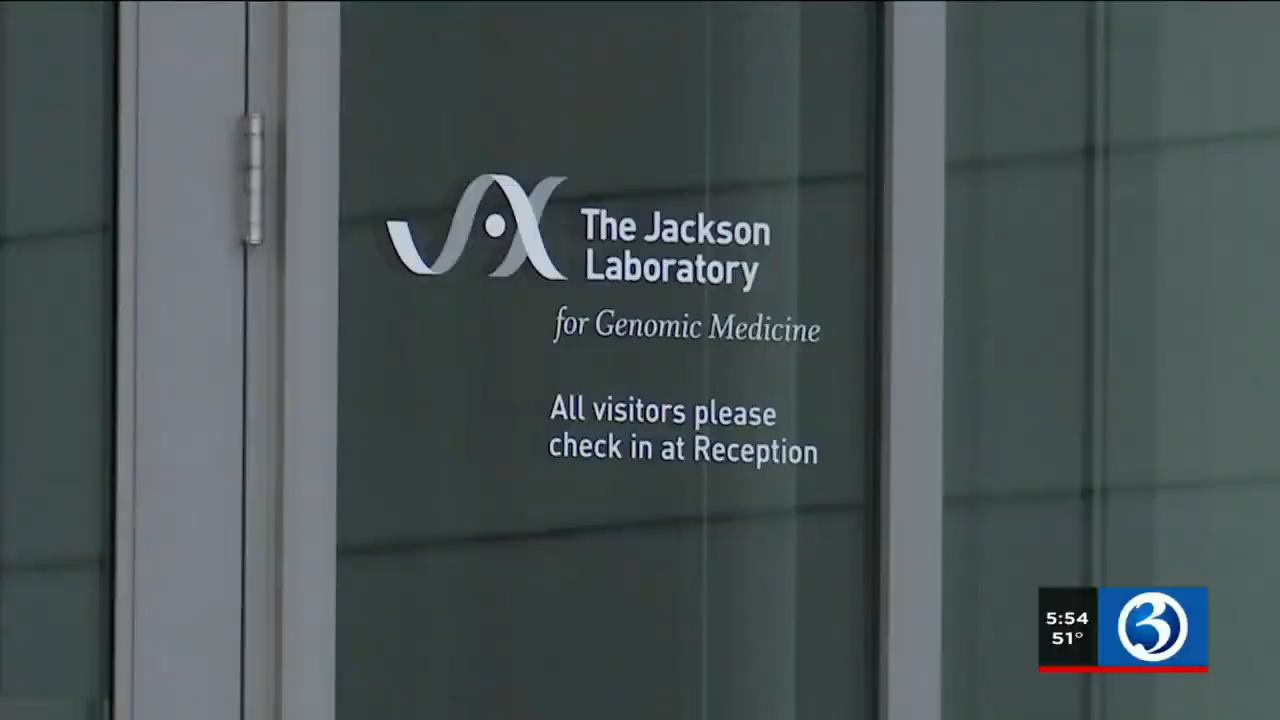 The Jackson
Laboratory
for Genomic Medicine
All visitors please
check in at Reception
5:54
51°
3